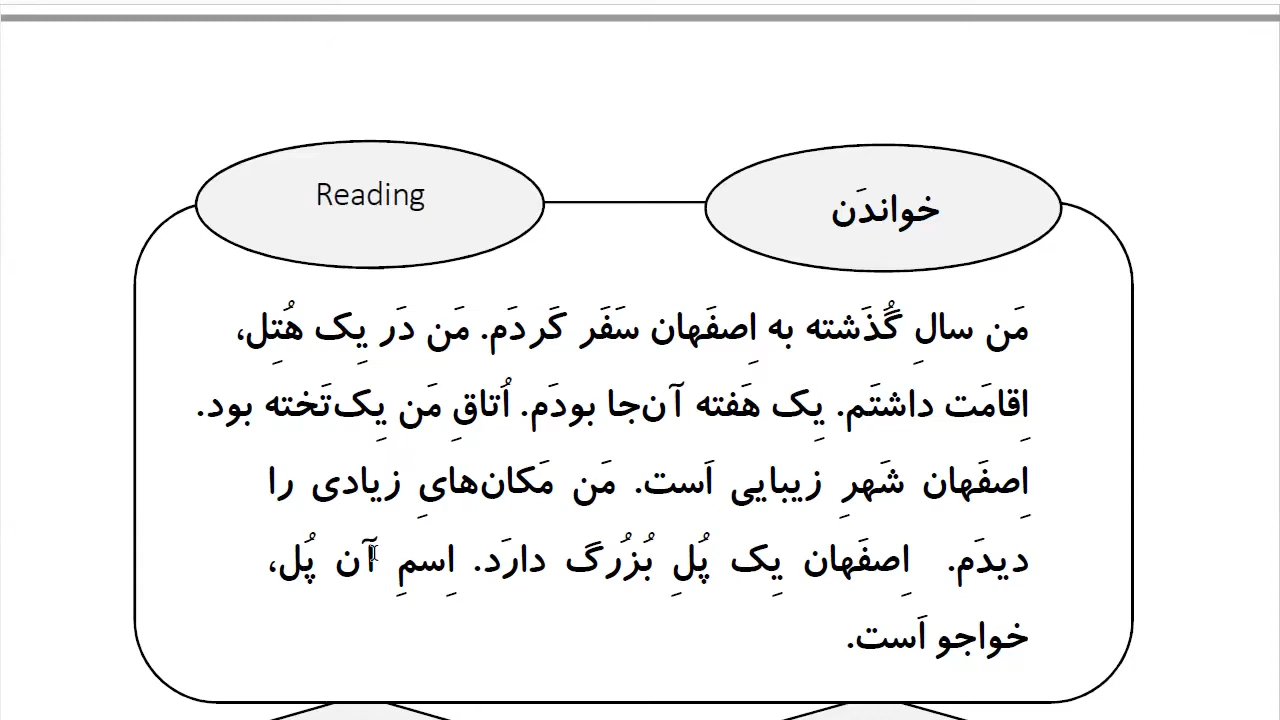 Reading
خواندَن
مَن سالِ گُذَشته به اِصفَهان سَفَر کَردَم. مَن دَر یِک هُتِل،
اِقامَت داشتَم. یِک هَفته آن‌جا بودَم. اُتاقِ مَن یِک‌تَخته بود.
اِصفَهان شَهرِ زیبایی اَست. مَن مَکان‌هایِ زیادی را
دیدَم. اِصفَهان یِک پُلِ بُزُرگ دارَد. اِسمِ آن پُل،
خواجو اَست.